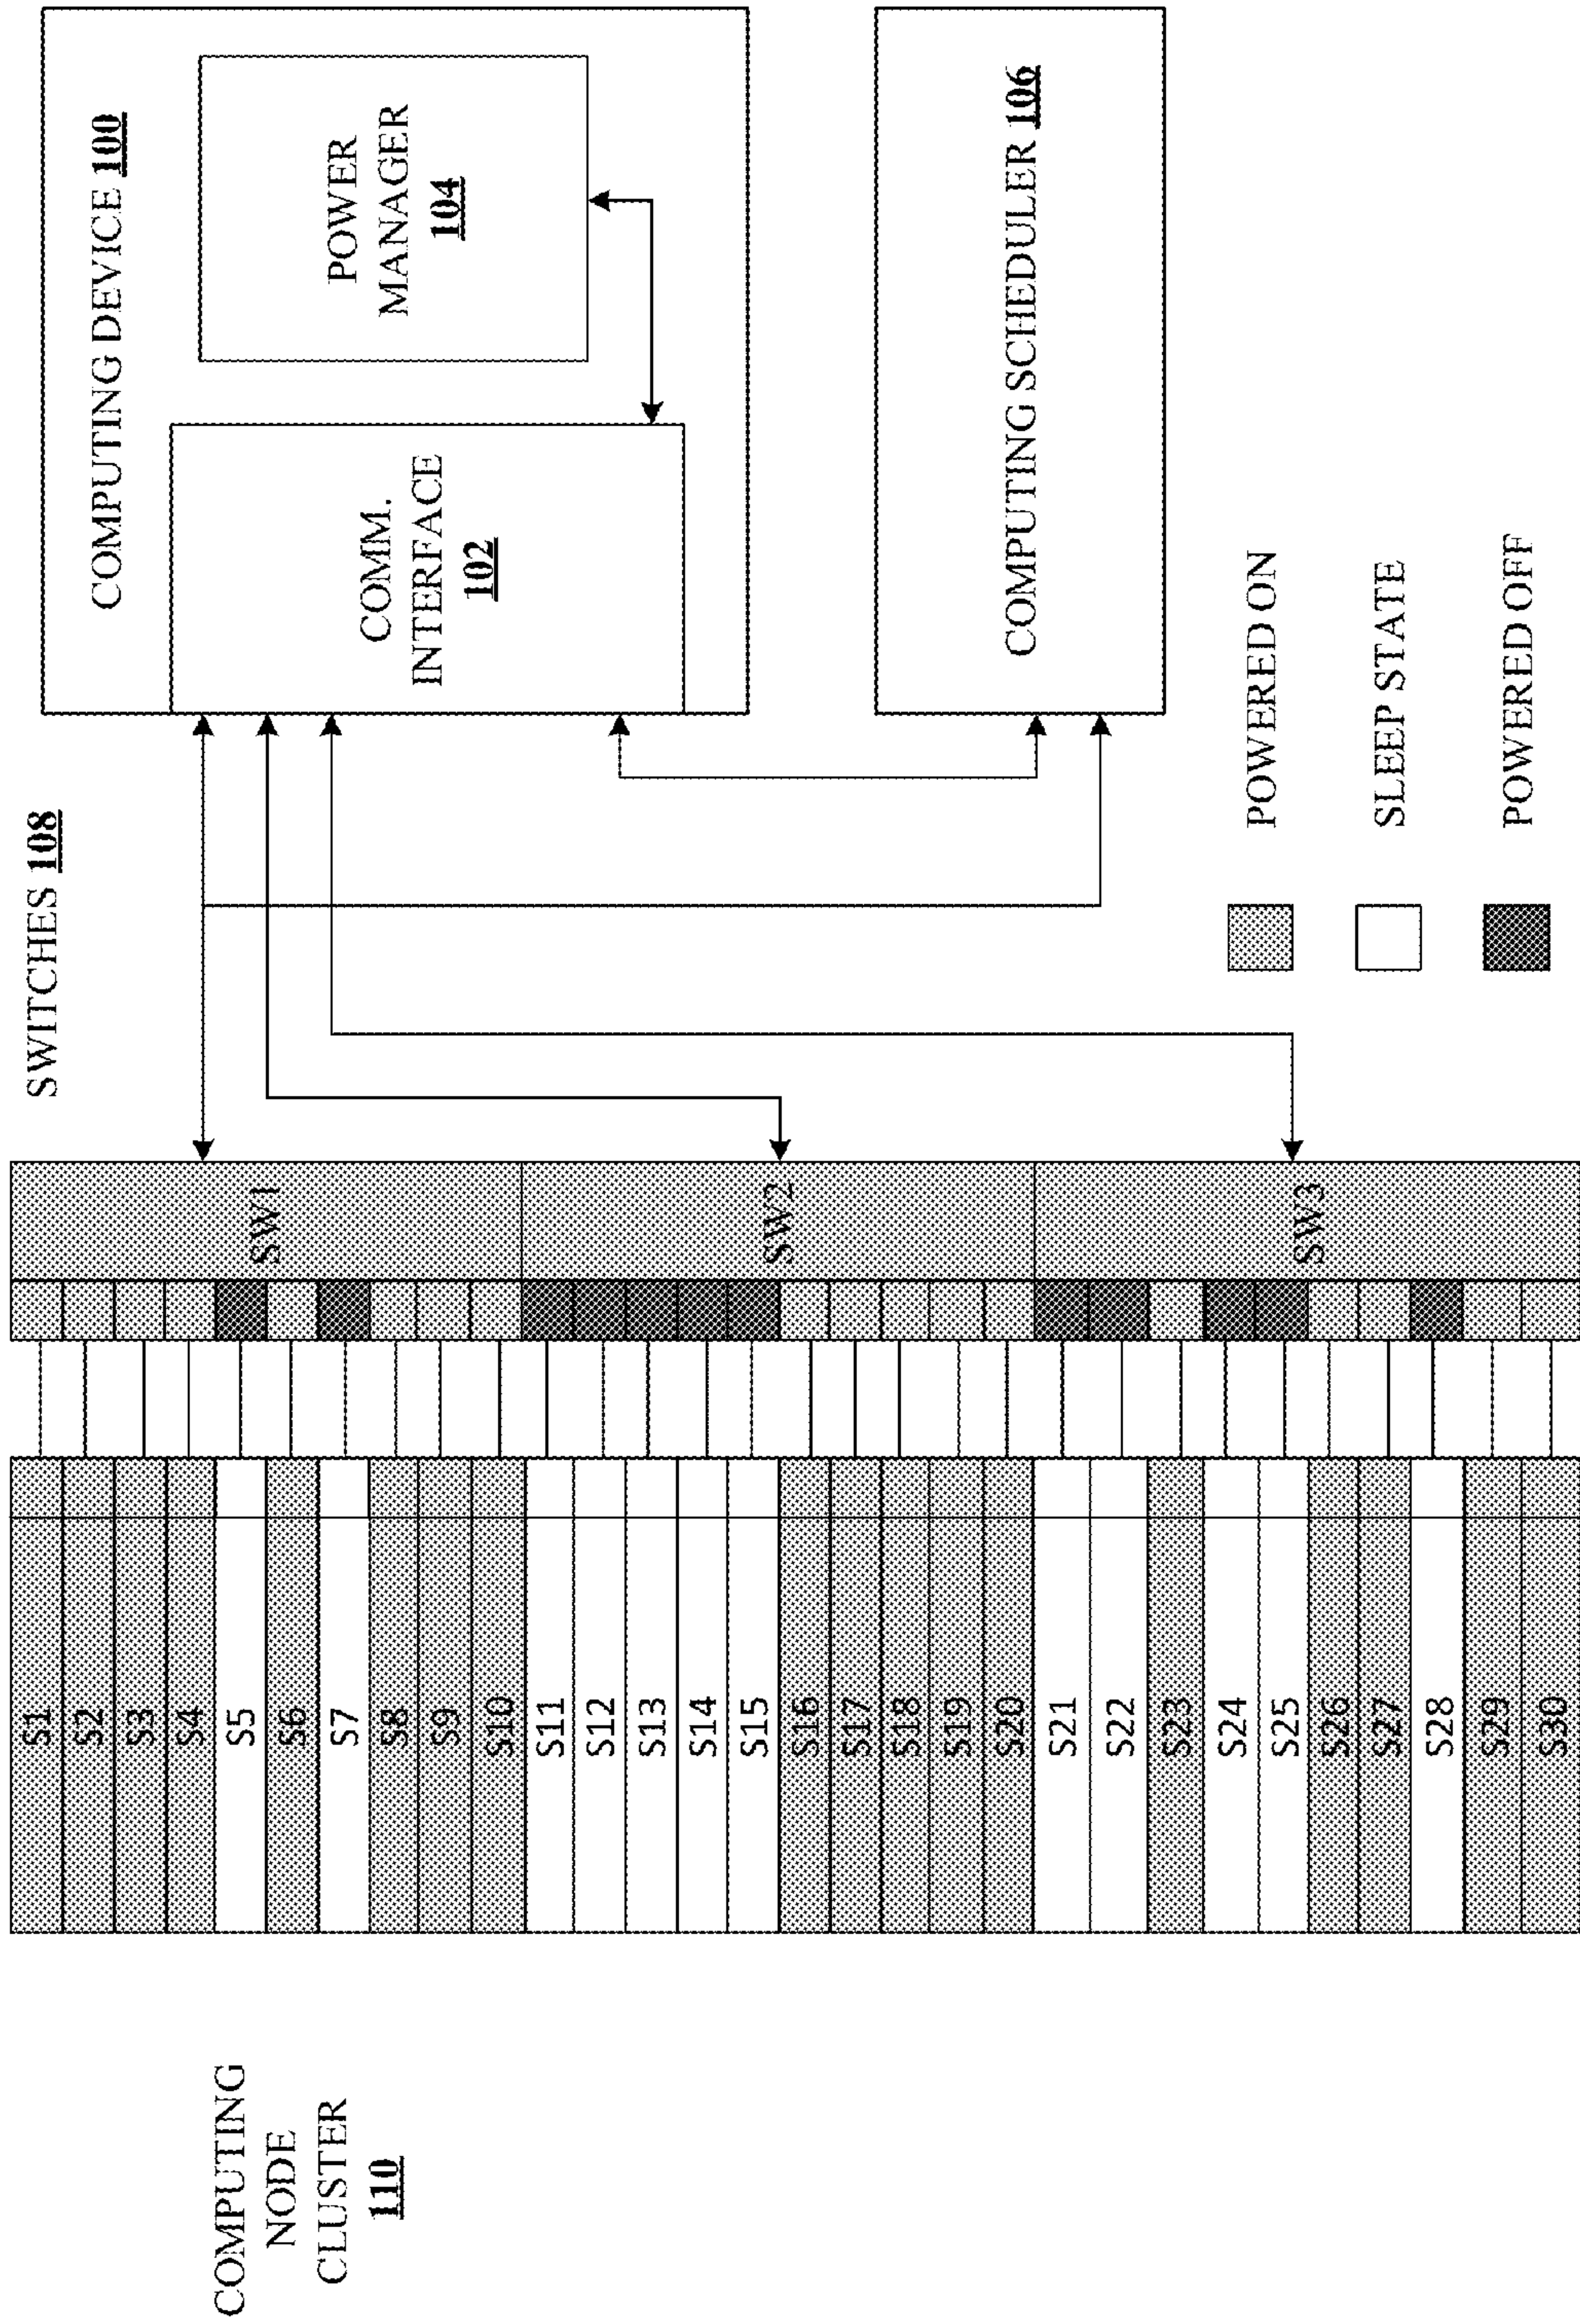 COMPUTING
NODE
CLUSTER
110
S1
S2
S3
S4
S5
S6
S7
S8
S9
S10
S11
S12
S13
S14
S15
S16
S17
S18
S19
S20
S21
S22
S23
S24
S25
S26
S27
S28
S29
S30
SWITCHES 108
SW1
SW2
SW3
COMPUTING DEVICE 100
COMM.
INTERFACE
102
POWER
MANAGER
104
COMPUTING SCHEDULER 106
POWERED ON
SLEEP STATE
POWERED OFF